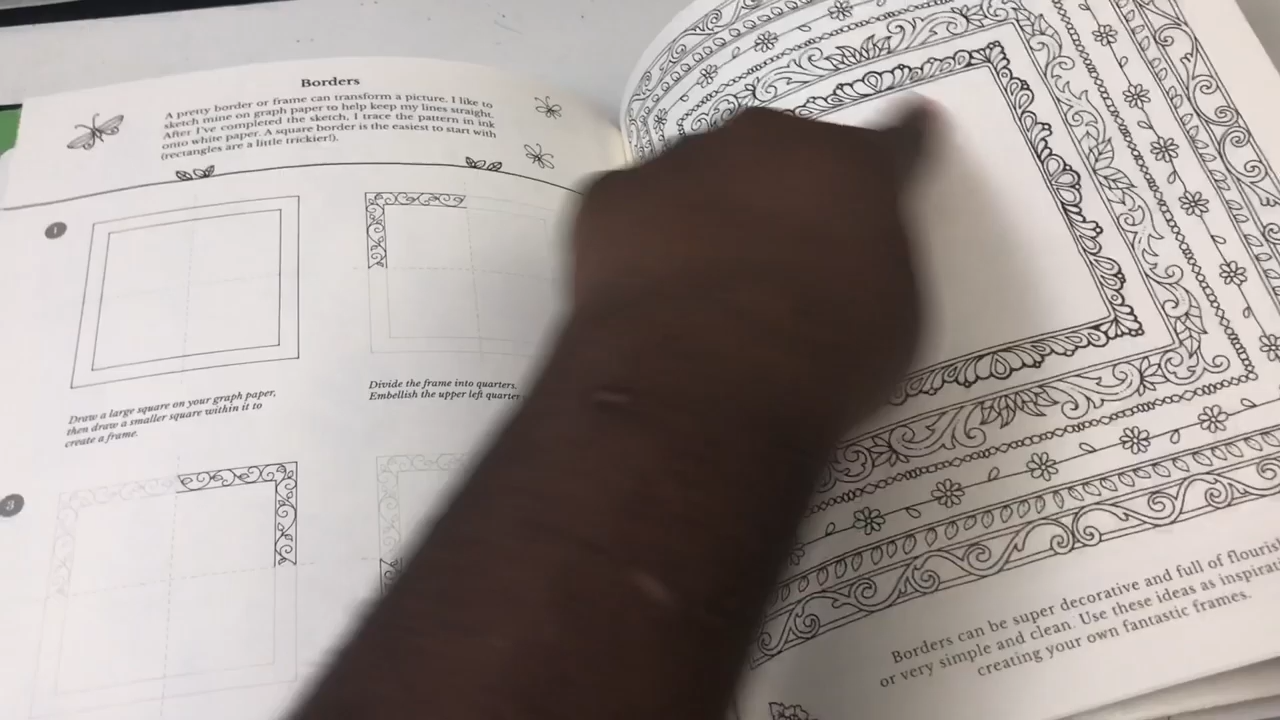 Borders
A pretty border or frame can transform a picture. I like to
sketch mine on graph paper to help keep my lines straight.
After I've completed the sketch, I trace the pattern in ink
onto white paper. A square border is the easiest to start with
(rectangles are a little trickier!).
1
Draw a large square on your graph paper,
then draw a smaller square within it to
create a frame.
Divide the frame into quarters.
Embellish the upper left quarter
3
Borders can be super decorative and full of
or very simple and clean. Use these ideas as
creating your own fantastic frames.